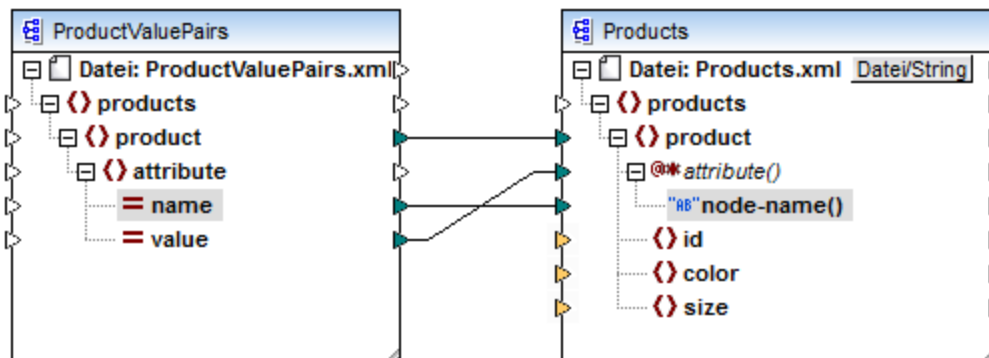 ProductValuePairs
Datei: ProductValuePairs.xml
products
product
attribute
= name
= value
Products
Datei: Products.xml Datei/String
products
product
attribute()
"AB" node-name()
id
color
size